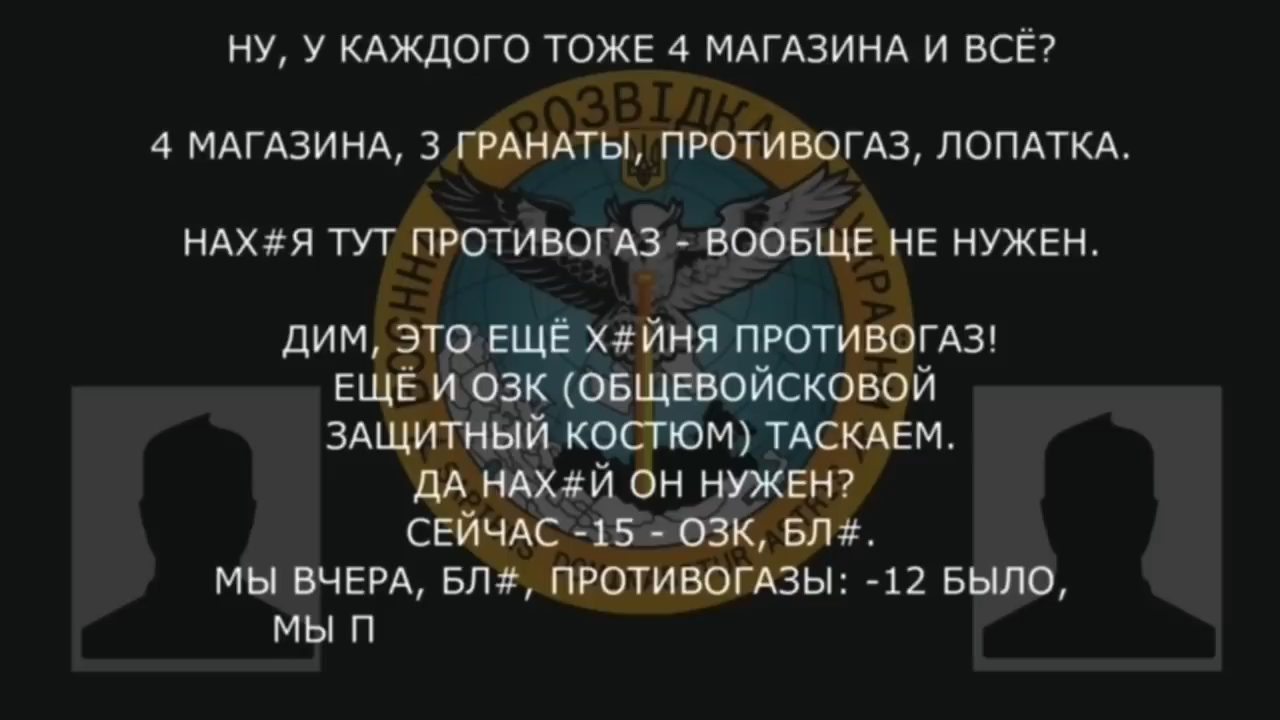 НУ, У КАЖДОГО ТОЖЕ 4 МАГАЗИНА И ВСЁ?
4 МАГАЗИНА, 3 ГРАНАТЫ, ПРОТИВОГАЗ, ЛОПАТКА.
НАХ#Я ТУТ ПРОТИВОГАЗ - ВООБЩЕ НЕ НУЖЕН.
ДИМ, ЭТО ЕЩЁ Х#ЙНЯ ПРОТИВОГАЗ!
ЕЩЁ И ОЗК (ОБЩЕВОЙСКОВОЙ
ЗАЩИТНЫЙ КОСТЮМ) ТАСКАЕМ.
ДА НАХ#Й ОН НУЖЕН?
СЕЙЧАС -15 - ОЗК, БЛ#.
МЫ ВЧЕРА, БЛ#, ПРОТИВОГАЗЫ: -12 БЫЛО,
МЫ П
РОЗВІДКА